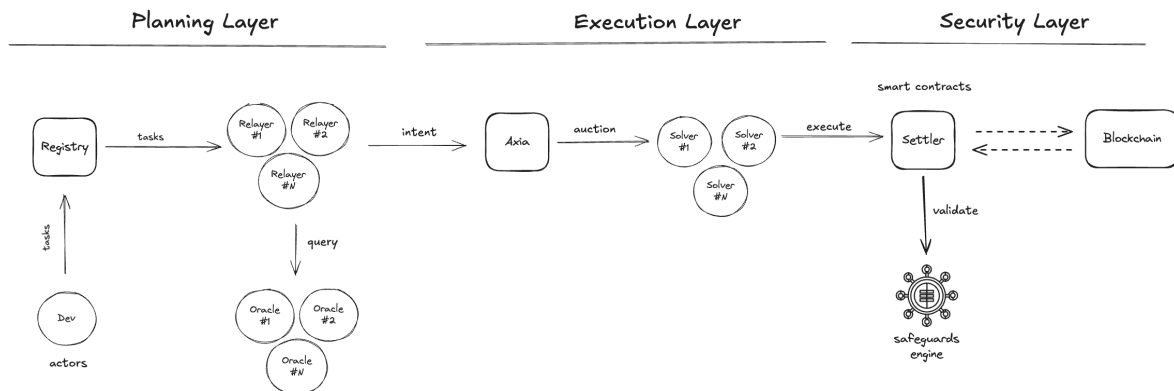 Planning Layer
Execution Layer
Security Layer
smart contracts
Registry
tasks
Relayer
#1
Relayer
#2
Relayer
#N
intent
Axia
auction
Solver
#1
Solver
#2
Solver
#N
execute
Settler
Blockchain
tasks
query
validate
Dev
actors
Oracle
#1
Oracle
#2
Oracle
#N
safeguards
engine